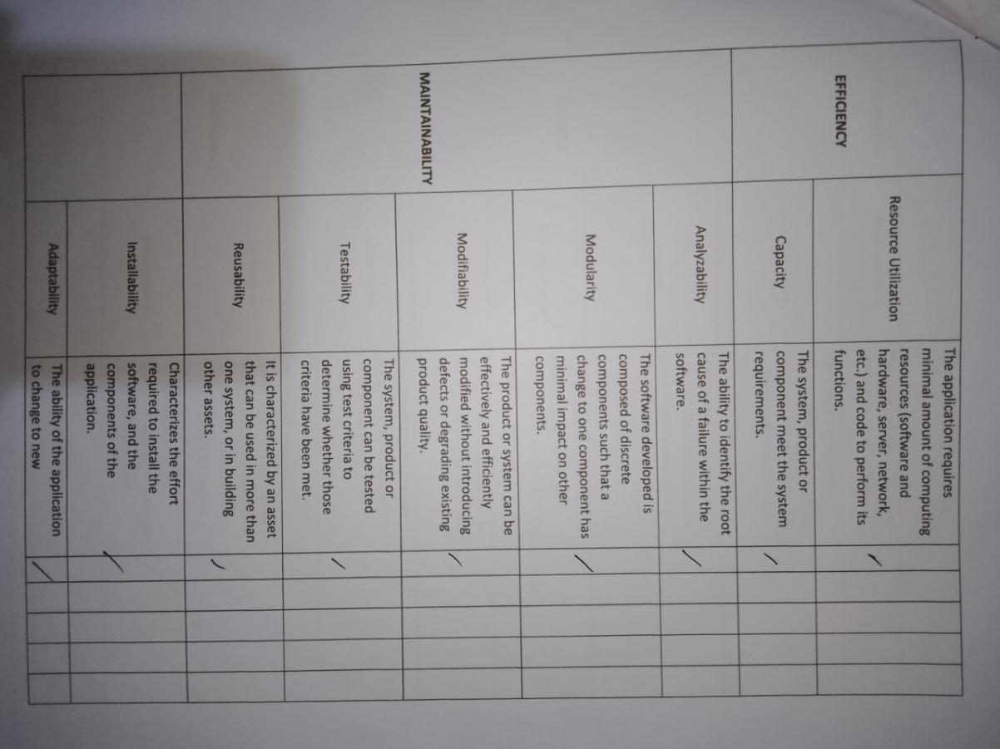 EFFICIENCY
Resource Utilization
The application requires
minimal amount of computing
resources (software and
hardware, server, network,
etc.) and code to perform its
functions.
Capacity
The system, product or
component meet the system
requirements.
MAINTAINABILITY
Analyzability
The ability to identify the root
cause of a failure within the
software.
Modularity
The software developed is
composed of discrete
components such that a
change to one component has
minimal impact on other
components.
Modifiability
The product or system can be
effectively and efficiently
modified without introducing
defects or degrading existing
product quality.
Testability
The system, product or
component can be tested
using test criteria to
determine whether those
criteria have been met.
Reusability
It is characterized by an asset
that can be used in more than
one system, or in building
other assets.
Installability
Characterizes the effort
required to install the
software, and the
components of the
application.
Adaptability
The ability of the application
to change to new